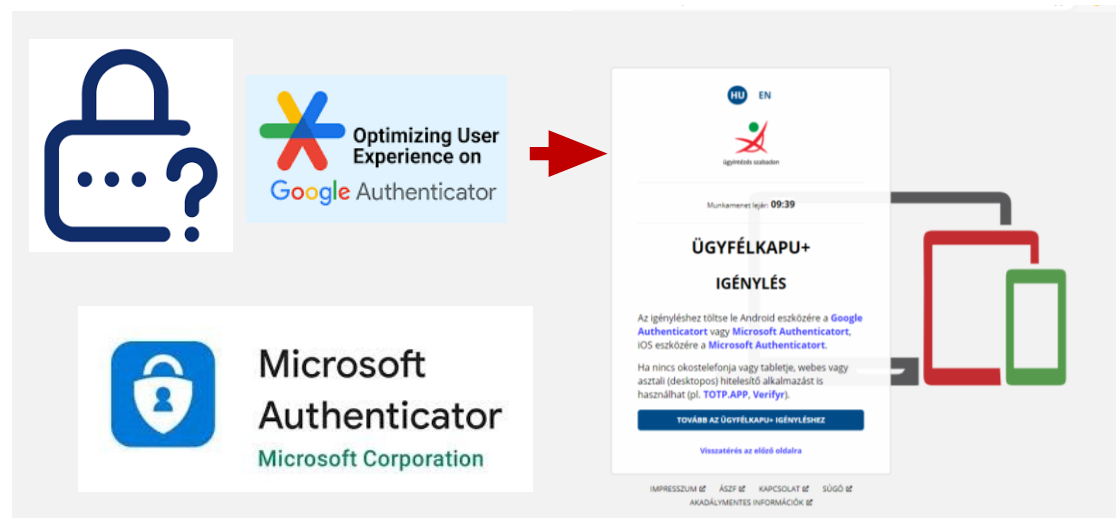 Optimizing User
Experience on
Google Authenticator
Microsoft
Authenticator
Microsoft Corporation
HU EN
ügyintézés szabadon
Munkamenet lejár: 09:39
ÜGYFÉLKAPU+
IGÉNYLÉS
Az igényléshez töltse le Android eszközére a Google
Authenticatort vagy Microsoft Authenticatort,
iOS eszközére a Microsoft Authenticatort.
Ha nincs okostelefonja vagy tabletje, webes vagy
asztali (desktopos) hitelesítő alkalmazást is
használhat (pl. TOTP.APP, Verifyr).
TOVÁBB AZ ÜGYFÉLKAPU+ IGÉNYLÉSHEZ
Visszatérés az előző oldalra
IMPRESSZUM ÁSZF KAPCSOLAT SÚGÓ
AKADÁLYMENTES INFORMÁCIÓK